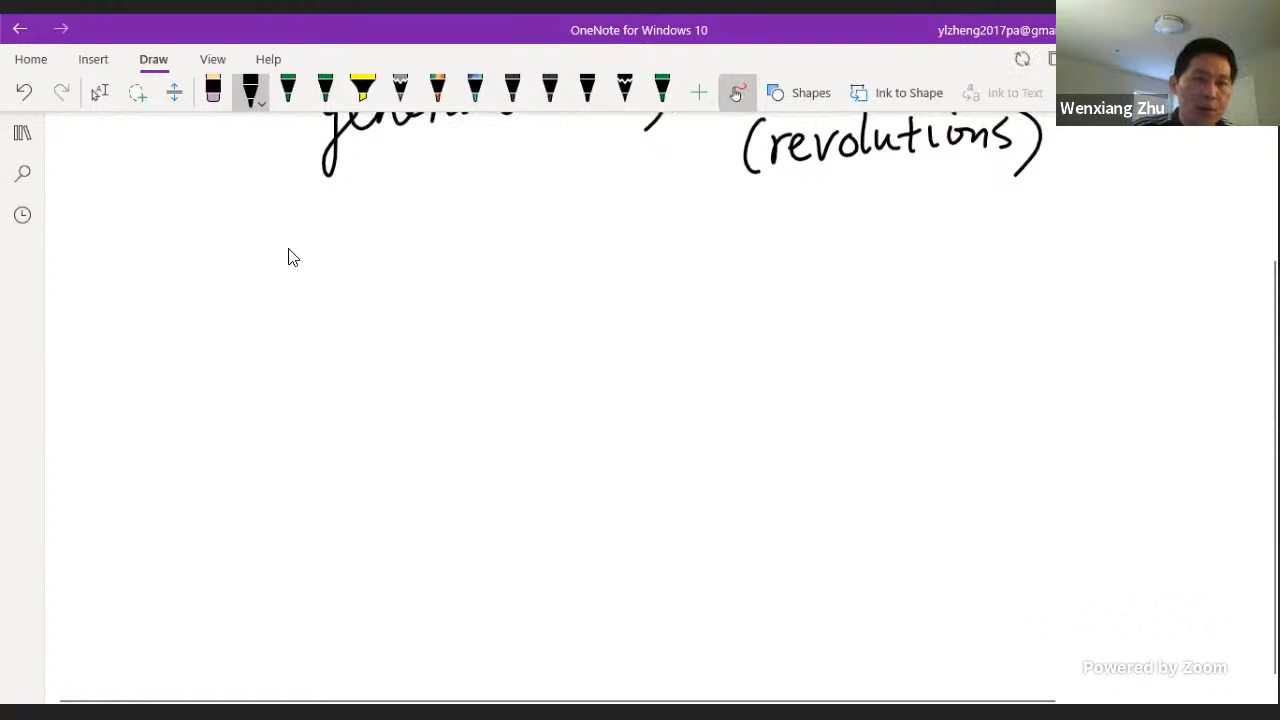 OneNote for Windows 10
ylzheng2017pa@gma
Home Insert Draw View Help
Shapes Ink to Shape Ink to Text
Wenxiang Zhu
(revolutions)
Powered by Zoom